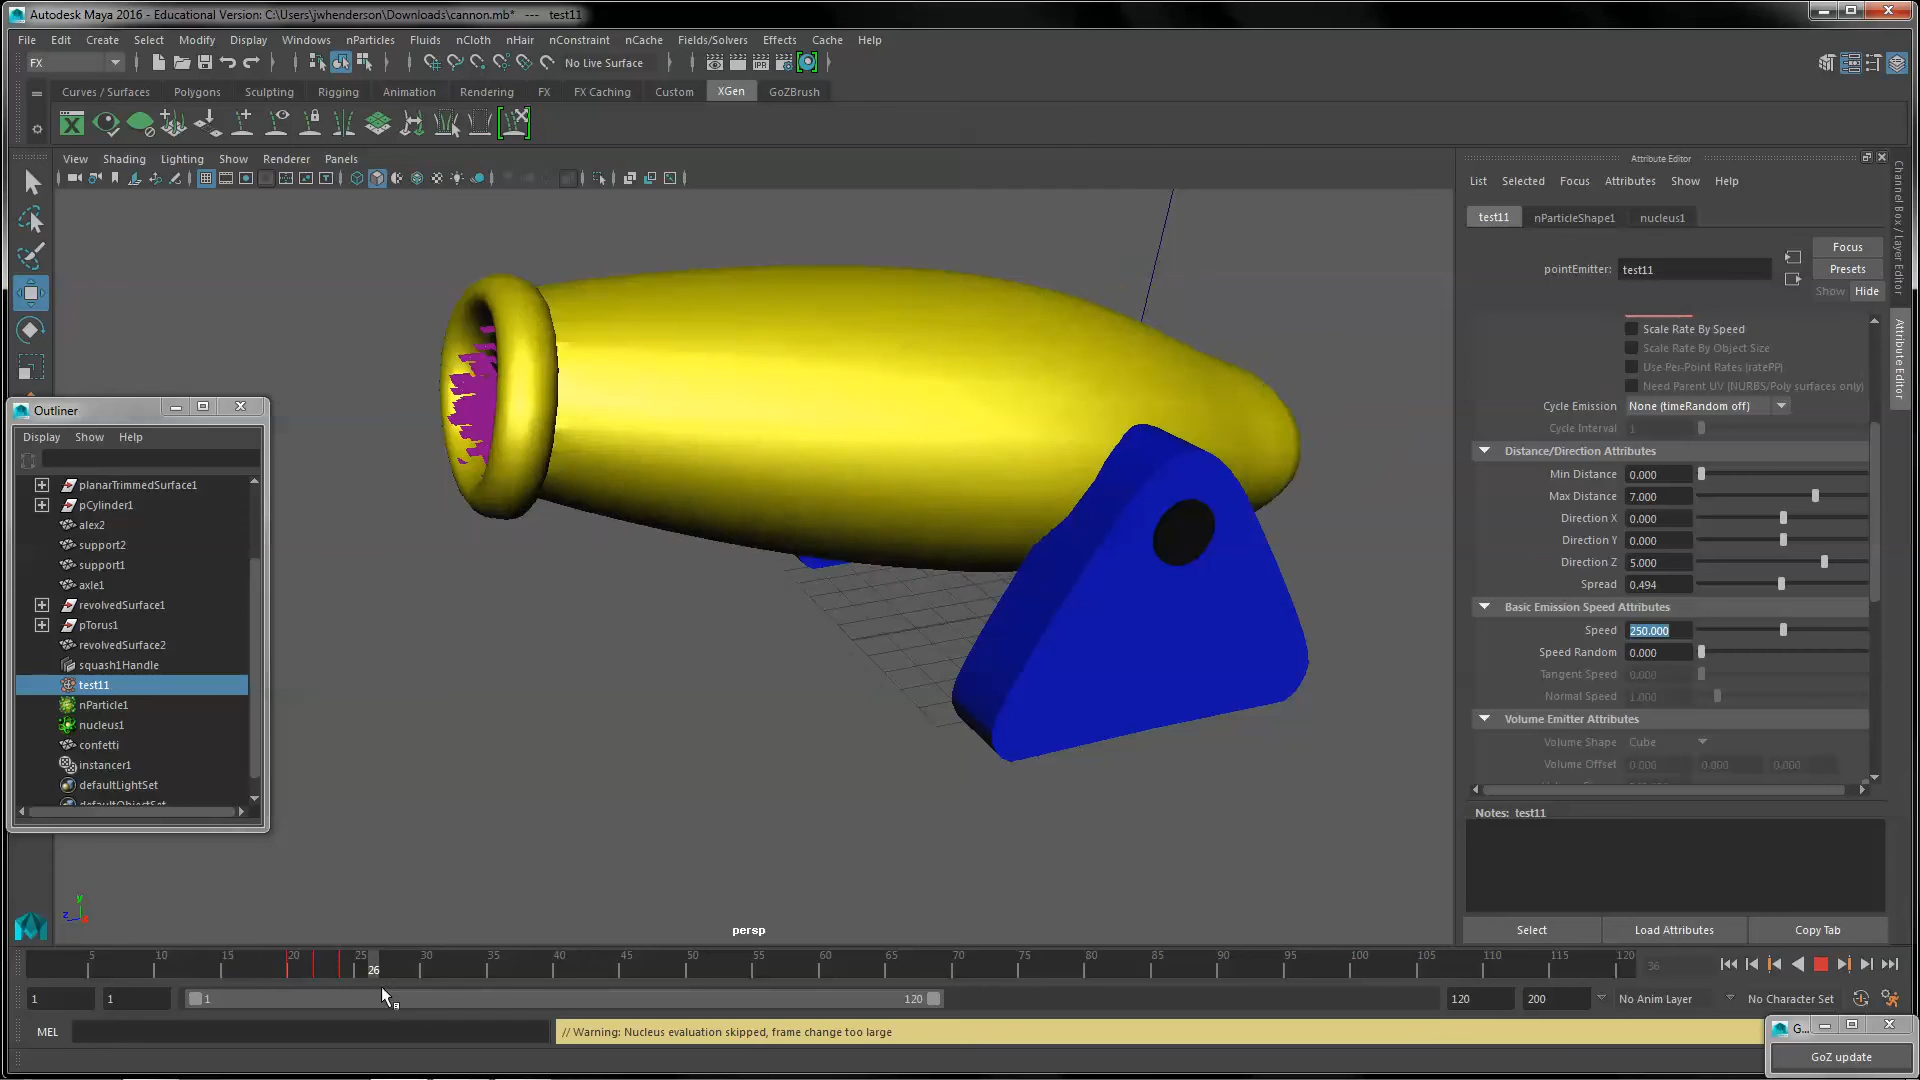 Autodesk Maya 2016 - Educational Version: C:\Users\jwhenderson\Downloads\cannon.mb* --- test11
File Edit Create Select Modify Display Windows nParticles Fluids nCloth nHair nConstraint nCache Fields/Solvers Effects Cache Help
FX No Live Surface IPR
Curves / Surfaces Polygons Sculpting Rigging Animation Rendering FX FX Caching Custom XGen GoZBrush
View Shading Lighting Show Renderer Panels
Attribute Editor
List Selected Focus Attributes Show Help
test11 nParticleShape1 nucleus1
Focus
pointEmitter: test11 Presets
Show Hide
Scale Rate By Speed
Scale Rate By Object Size
Use Per-Point Rates (ratePP)
Need Parent UV (NURBS/Poly surfaces only)
Cycle Emission None (timeRandom off)
Cycle Interval 1
Distance/Direction Attributes
Min Distance 0.000
Max Distance 7.000
Direction X 0.000
Direction Y 0.000
Direction Z 5.000
Spread 0.494
Basic Emission Speed Attributes
Speed 250.000
Speed Random 0.000
Tangent Speed 0.000
Normal Speed 1.000
Volume Emitter Attributes
Volume Shape Cube
Volume Offset 0.000 0.000 0.000
Notes: test11
Select Load Attributes Copy Tab
Channel Box / Layer Editor
Attribute Editor
Outliner
Display Show Help
planarTrimmedSurface1
pCylinder1
alex2
support2
support1
axle1
revolvedSurface1
pTorus1
revolvedSurface2
squash1Handle
test11
nParticle1
nucleus1
confetti
instancer1
defaultLightSet
defaultObjectSet
y
z x
persp
5 10 15 20 25 30 35 40 45 50 55 60 65 70 75 80 85 90 95 100 105 110 115 120
26
36
1 1 1 120 120 200 No Anim Layer No Character Set
MEL // Warning: Nucleus evaluation skipped, frame change too large
G...
GoZ update